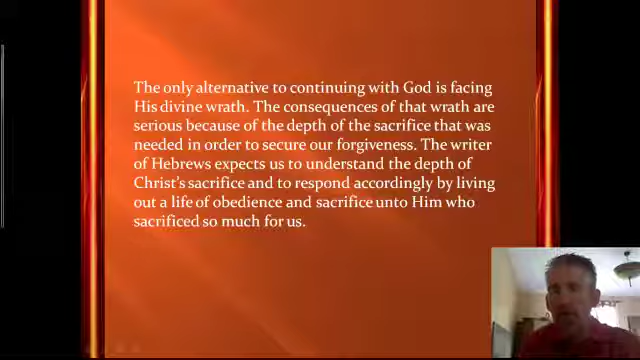 The only alternative to continuing with God is facing
His divine wrath. The consequences of that wrath are
serious because of the depth of the sacrifice that was
needed in order to secure our forgiveness. The writer
of Hebrews expects us to understand the depth of
Christ's sacrifice and to respond accordingly by living
out a life of obedience and sacrifice unto Him who
sacrificed so much for us.